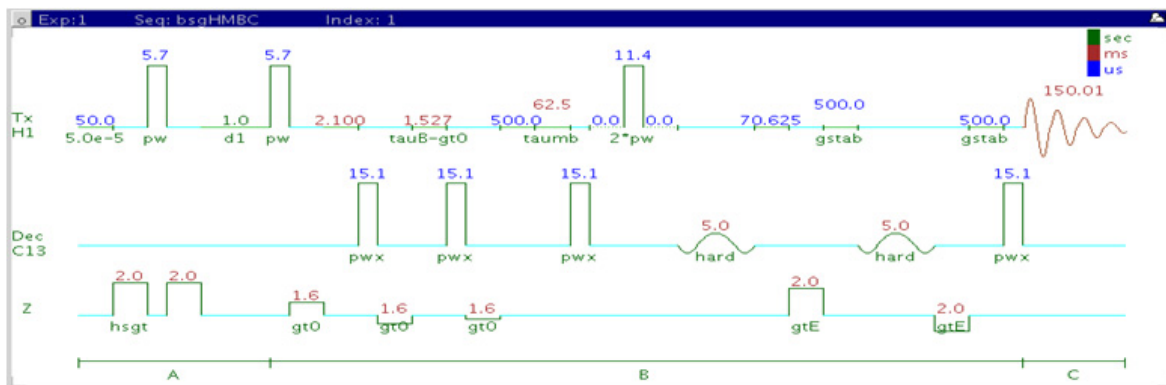 Exp:1 Seq: bsgHMBC Index: 1
sec
ms
us
5.7 5.7 11.4
150.01
62.5 500.0
Tx 50.0 1.0 2.100 1.527 500.0 0.0 0.0 70.625 500.0
H1 5.0e-5 pw d1 pw tauB-gt0 taumb 2*pw gstab gstab
15.1 15.1 15.1 15.1
5.0 5.0
Dec
C13
pwx pwx pwx hard hard pwx
2.0 2.0 1.6 1.6 1.6 2.0 2.0
Z
hsgt gt0 gt0 gt0 gtE gtE
A B C